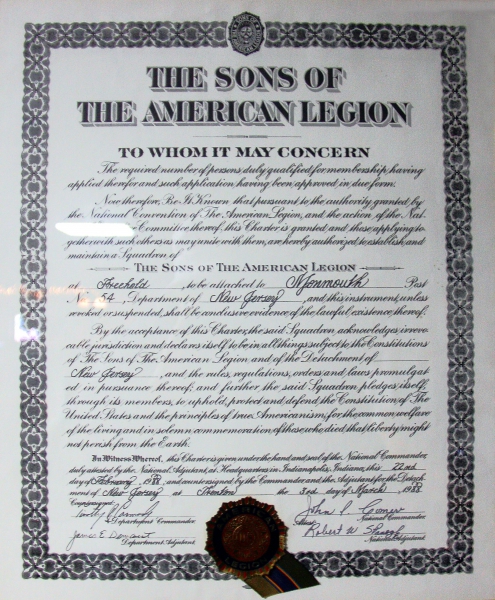 THE SONS OF
THE AMERICAN LEGION
TO WHOM IT MAY CONCERN
The required number of persons duly qualified for membership, having
applied therefor and such application having been approved in due form:
Now therefore, Be It Known that pursuant to the authority granted by
the National Convention of The American Legion, and the action of the Nat-
Committee thereof, this Charter is granted and those applying to-
gether with such others as may unite with them, are hereby authorized to establish and
maintain a Squadron of
THE SONS OF THE AMERICAN LEGION
at Freehold, to be attached to Monmouth Post
No. 54, Department of New Jersey, and this instrument, unless
revoked or suspended, shall be conclusive evidence of the lawful existence thereof.
By the acceptance of this Charter, the said Squadron acknowledges irrevo-
cable jurisdiction and declares itself to be in all things subject to the Constitutions
of The Sons of The American Legion and of the Detachment of
New Jersey and the rules, regulations, orders and laws promulgat-
ed in pursuance thereof; and further the said Squadron pledges itself,
through its members, to uphold, protect and defend the Constitution of The
United States and the principles of true Americanism, for the common welfare
of the living and in solemn commemoration of those who died that liberty might
not perish from the Earth.
In Witness Whereof, this Charter is given under the hand and seal of the National Commander,
duly attested by the National Adjutant, at Headquarters in Indianapolis, Indiana, this 22nd
day of February 1988 and countersigned by the Commander and the Adjutant for the Detach-
ment of New Jersey at Trenton the 3rd day of March 1988
Countersigned
Department Commander
John P. Comer
National Commander
Attest
James E.
Department Adjutant
Robert W.
National Adjutant